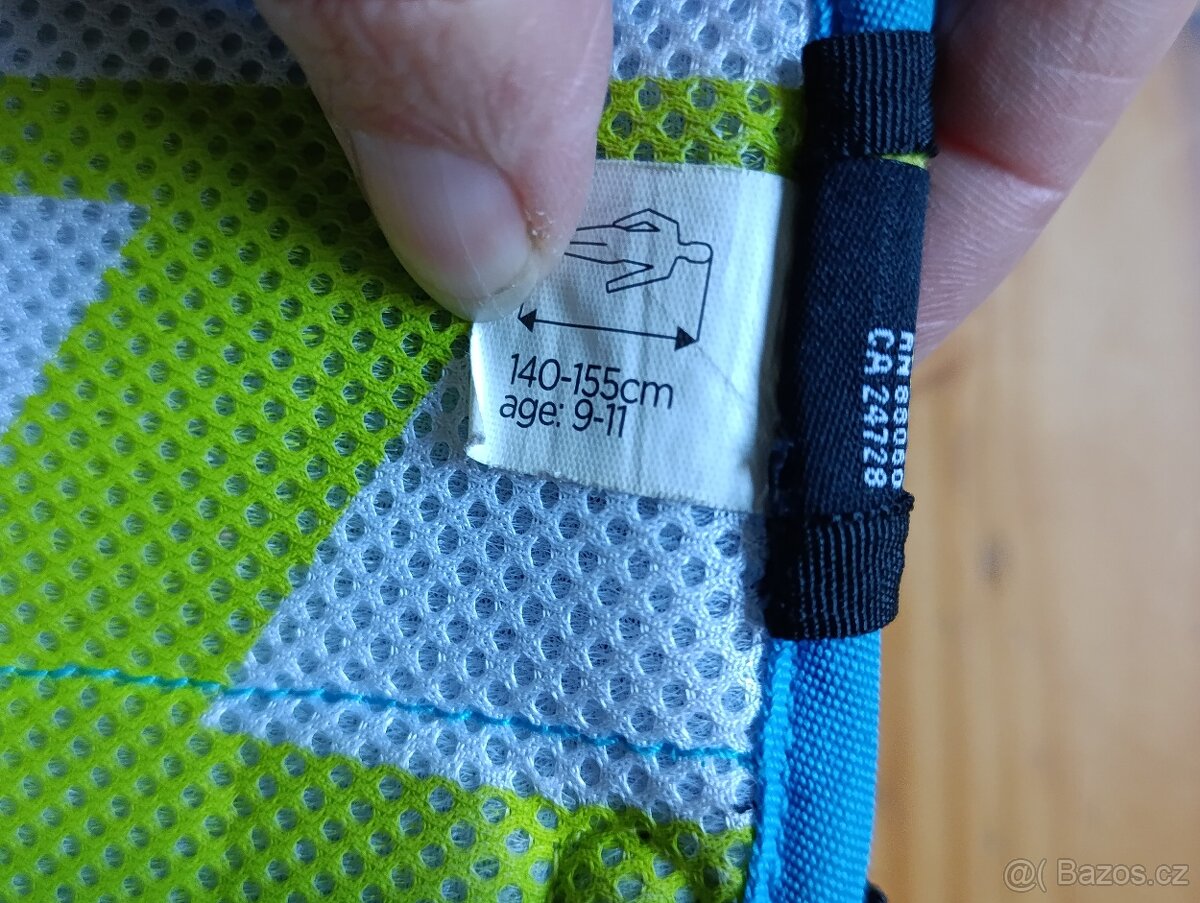 140-155cm
age: 9-11
CA 24728
@( Bazos.cz